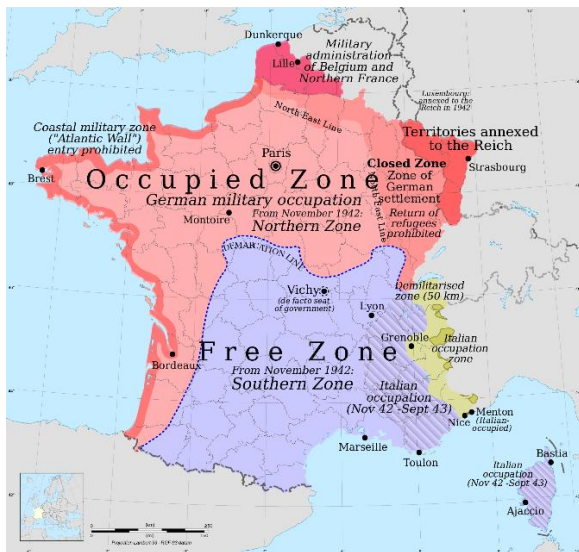 Dunkerque
Lille
Military
administration
of Belgium and
Northern France
Luxembourg:
annexed to the
Reich in 1942
North-East Line
Coastal military zone
("Atlantic Wall")
entry prohibited
Territories annexed
to the Reich
Strasbourg
Paris
Closed Zone
Zone of
German
settlement
Return of
refugees
prohibited
North-East Line
Brest
Occupied Zone
German military occupation
From November 1942:
Northern Zone
Montoire
DEMARCATION LINE
Vichy
(de facto seat
of government)
Demilitarised
zone (50 km)
Lyon
Grenoble
Italian
occupation
zone
Free Zone
From November 1942:
Southern Zone
Bordeaux
Italian
occupation
(Nov 42 -Sept 43)
Menton
(Italian-
occupied)
Nice
Marseille
Toulon
Bastia
Italian
occupation
(Nov 42 -Sept 43)
Ajaccio